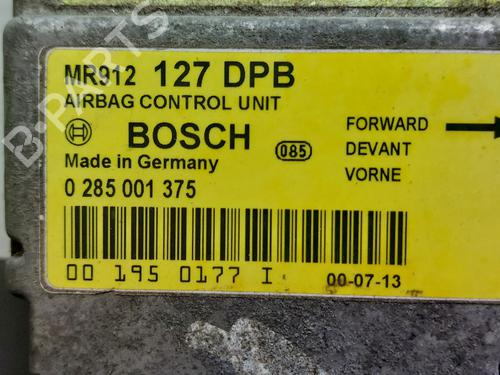 MR912 127 DPB
AIRBAG CONTROL UNIT
BOSCH
085
Made in Germany
0 285 001 375
FORWARD
DEVANT
VORNE
00 195 0177 I
00-07-13
B-PARTS